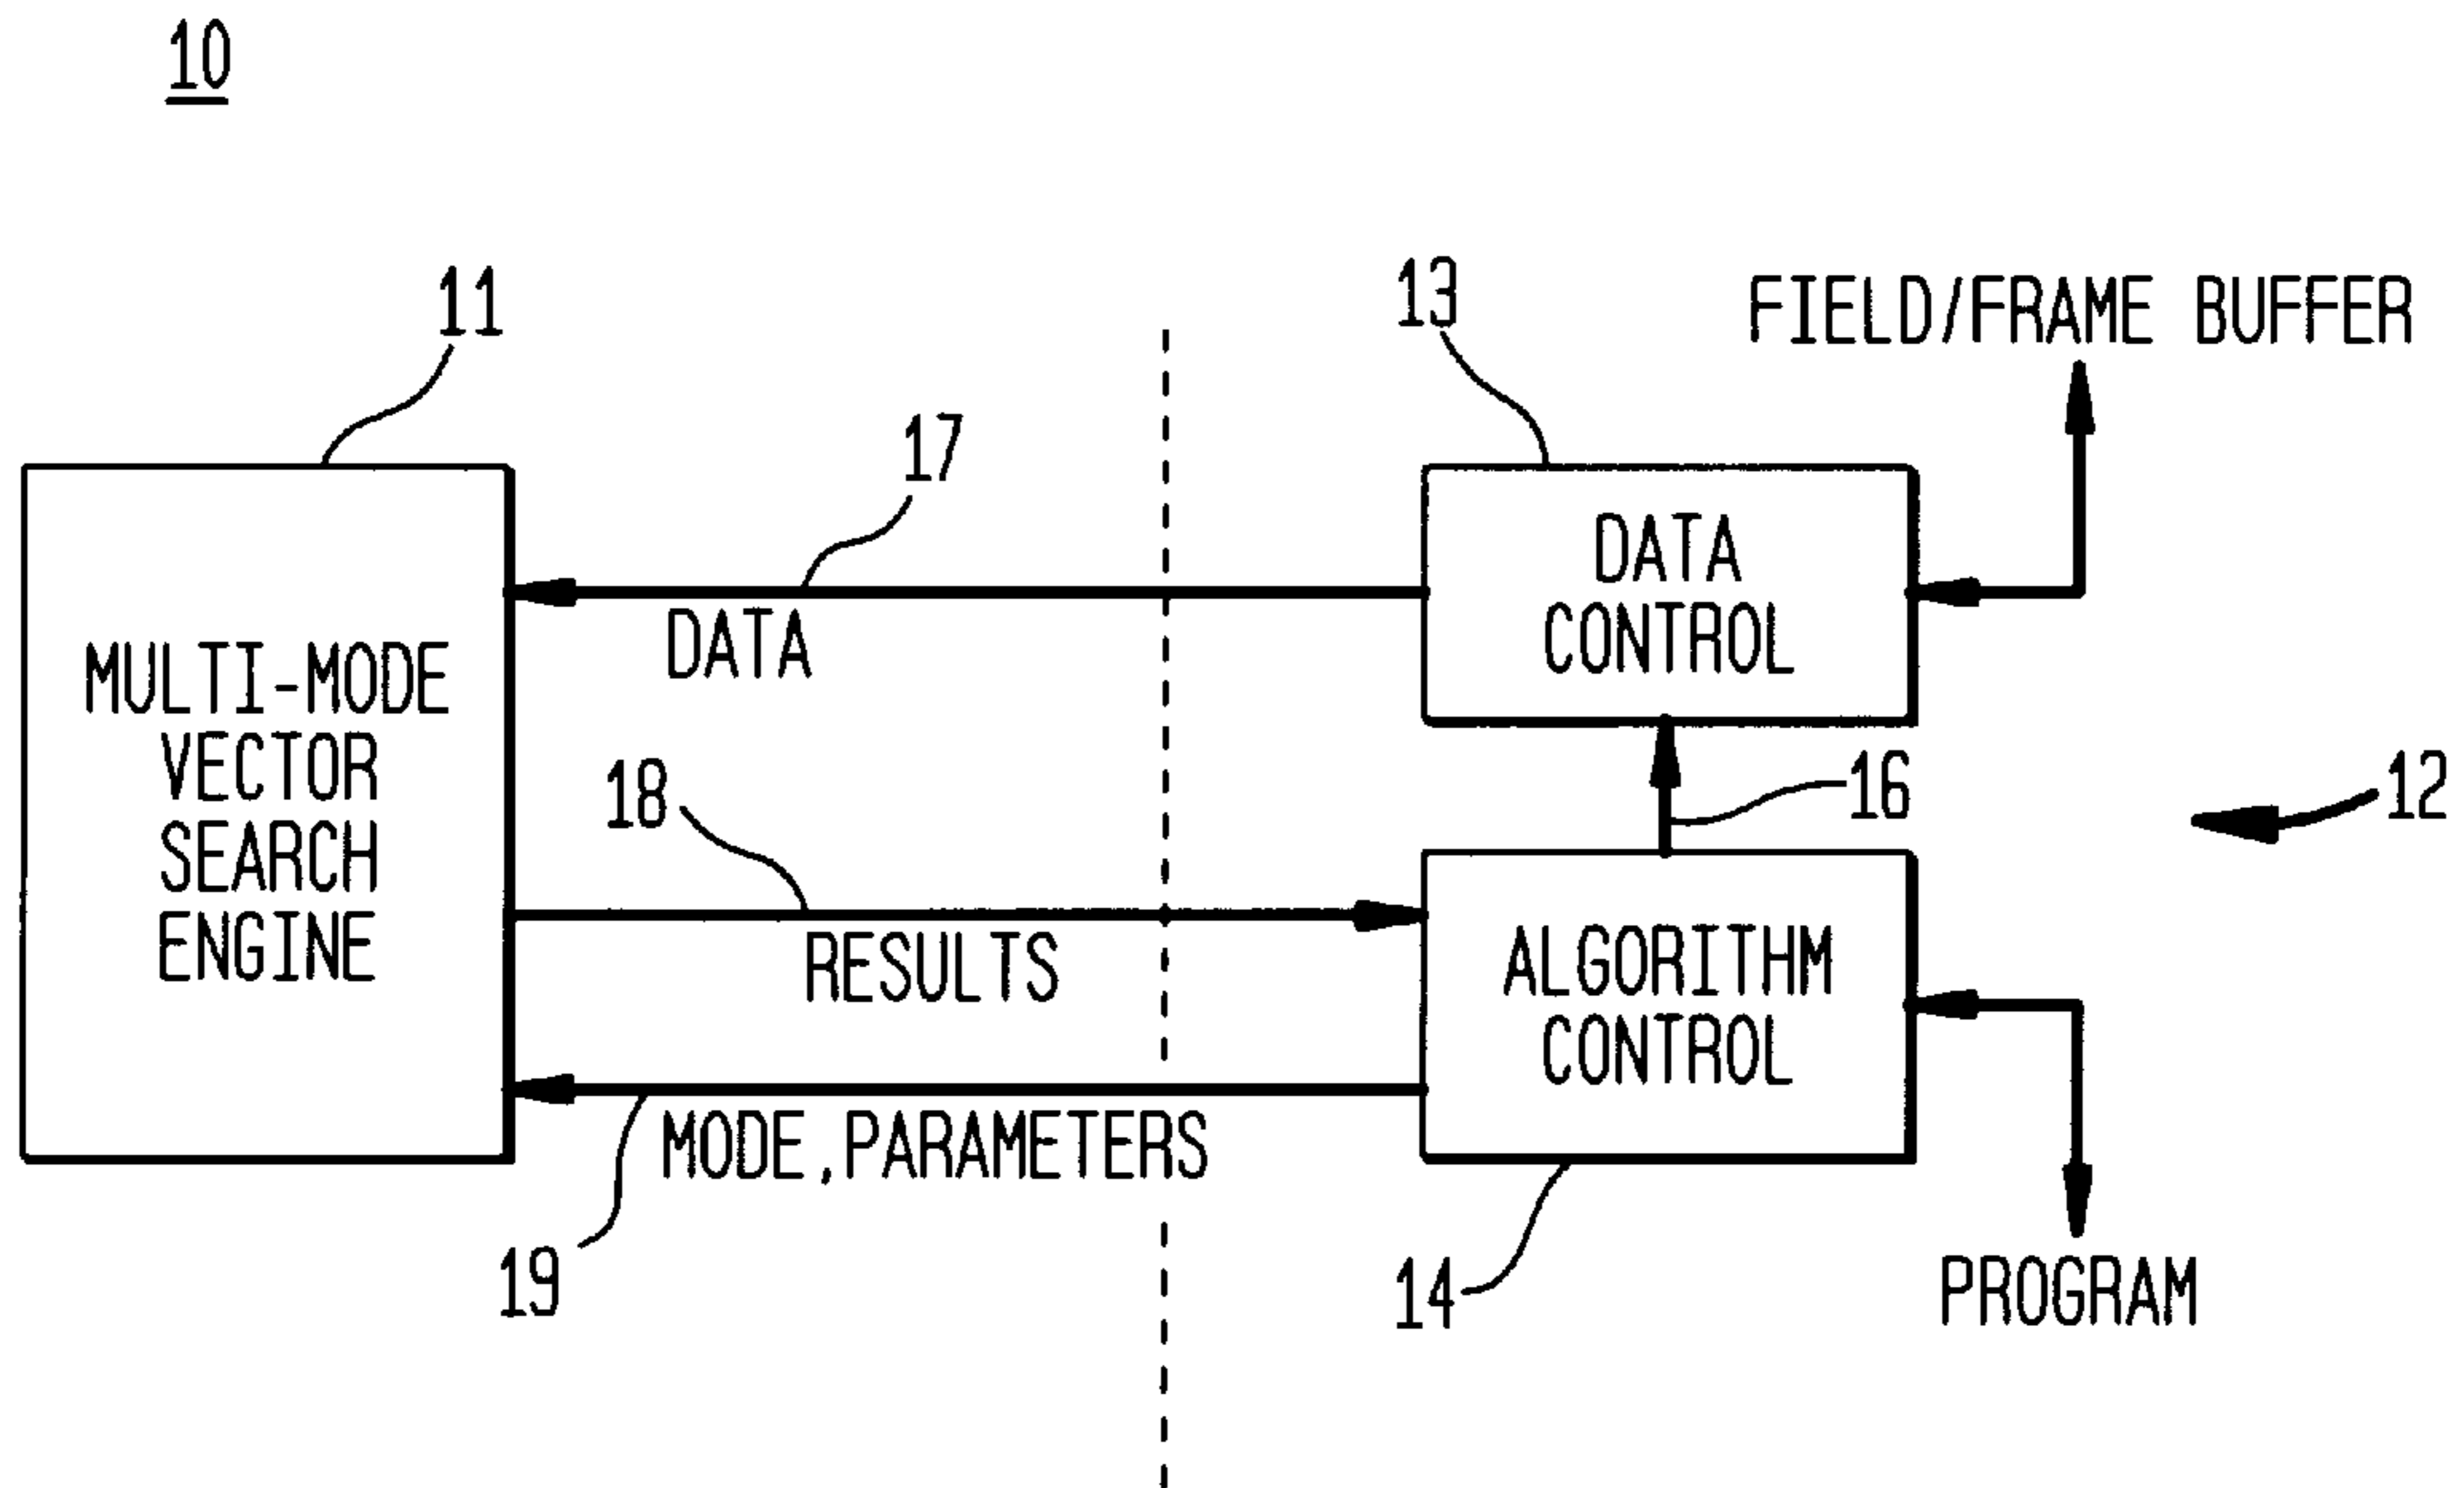 10
11
13
FIELD/FRAME BUFFER
17
DATA
CONTROL
DATA
MULTI-MODE
VECTOR
SEARCH
ENGINE
18
16
12
RESULTS
ALGORITHM
CONTROL
MODE,PARAMETERS
19
14
PROGRAM